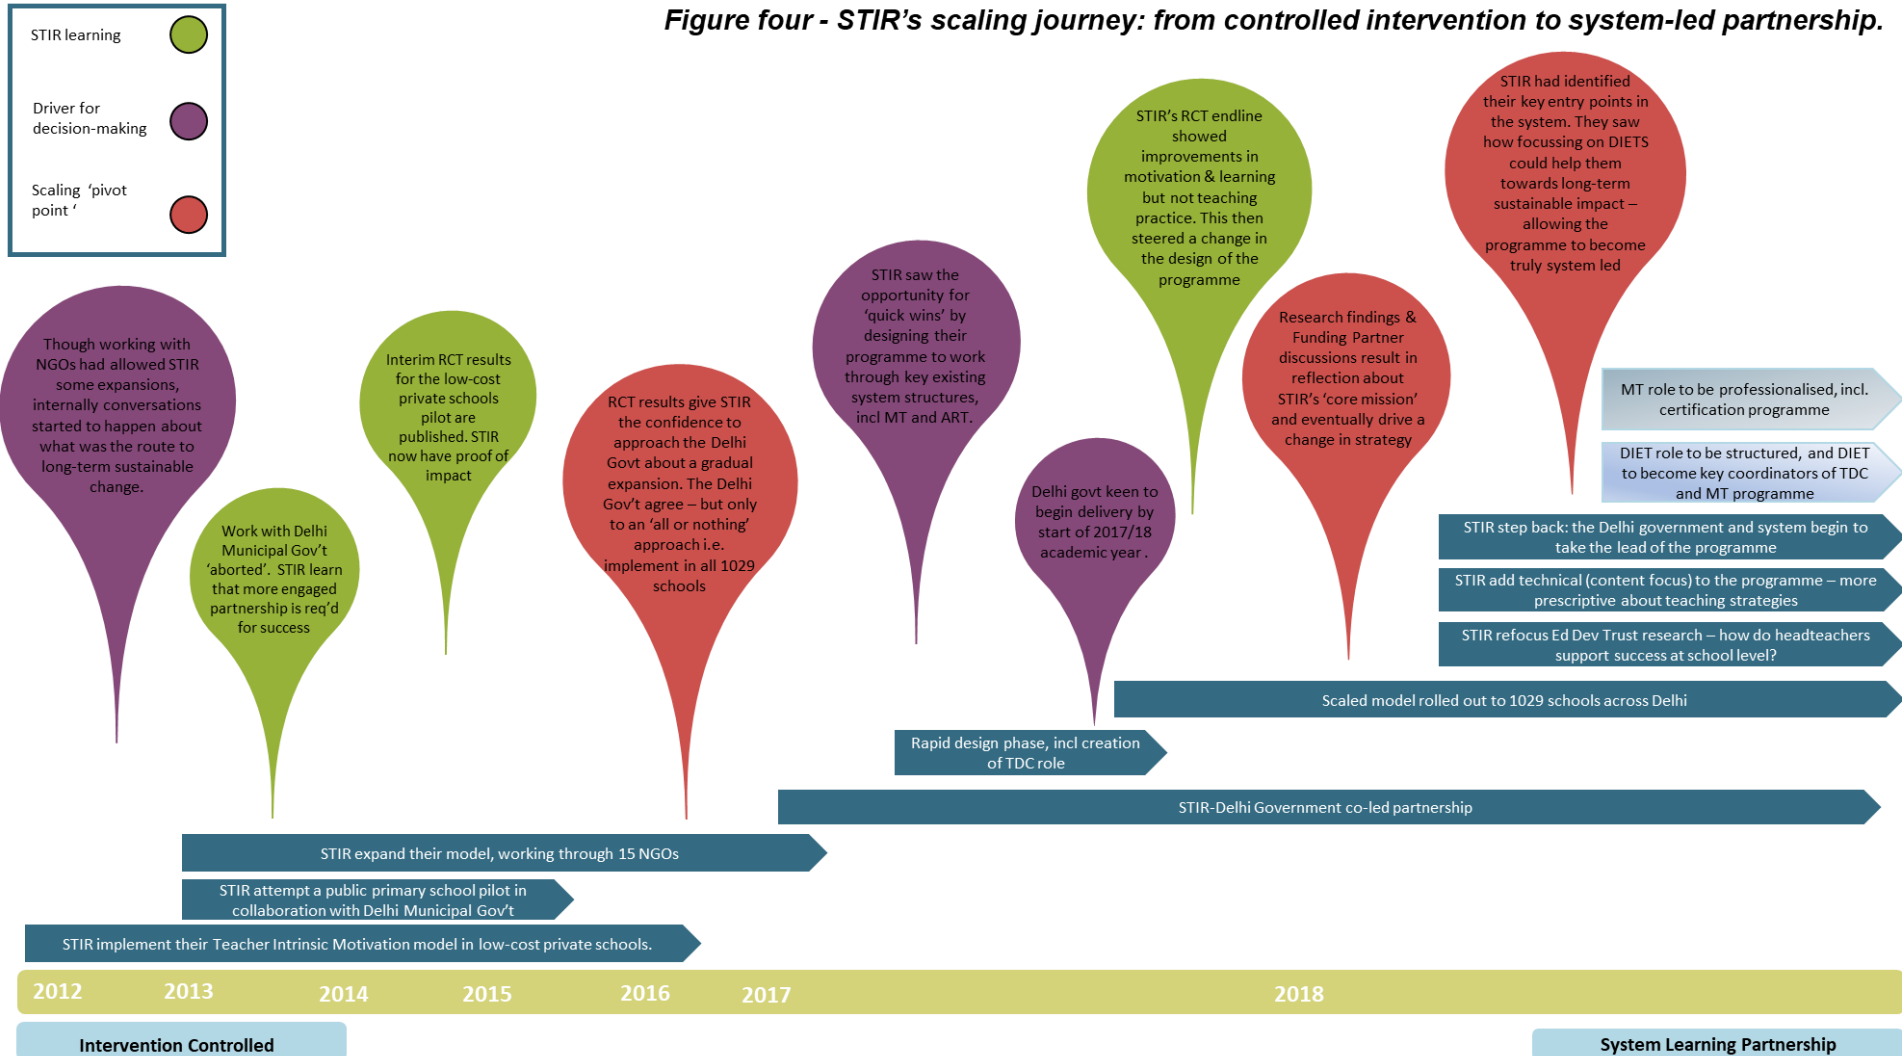 Figure four - STIR’s scaling journey: from controlled intervention to system-led partnership.
STIR learning
Driver for
decision-making
Scaling ‘pivot
point ‘
Though working with
NGOs had allowed STIR
some expansions,
internally conversations
started to happen about
what was the route to
long-term sustainable
change.
Work with Delhi
Municipal Gov’t
‘aborted’. STIR learn
that more engaged
partnership is req’d
for success
Interim RCT results
for the low-cost
private schools
pilot are
published. STIR
now have proof of
impact
RCT results give STIR
the confidence to
approach the Delhi
Govt about a gradual
expansion. The Delhi
Gov’t agree – but only
to an ‘all or nothing’
approach i.e.
implement in all 1029
schools
STIR saw the
opportunity for
‘quick wins’ by
designing their
programme to work
through key existing
system structures,
incl MT and ART.
Delhi govt keen to
begin delivery by
start of 2017/18
academic year .
STIR’s RCT endline
showed
improvements in
motivation & learning
but not teaching
practice. This then
steered a change in
the design of the
programme
Research findings &
Funding Partner
discussions result in
reflection about
STIR’s ‘core mission’
and eventually drive a
change in strategy
STIR had identified
their key entry points in
the system. They saw
how focussing on DIETS
could help them
towards long-term
sustainable impact –
allowing the
programme to become
truly system led
MT role to be professionalised, incl.
certification programme
DIET role to be structured, and DIET
to become key coordinators of TDC
and MT programme
STIR step back: the Delhi government and system begin to
take the lead of the programme
STIR add technical (content focus) to the programme – more
prescriptive about teaching strategies
STIR refocus Ed Dev Trust research – how do headteachers
support success at school level?
Scaled model rolled out to 1029 schools across Delhi
Rapid design phase, incl creation
of TDC role
STIR-Delhi Government co-led partnership
STIR expand their model, working through 15 NGOs
STIR attempt a public primary school pilot in
collaboration with Delhi Municipal Gov’t
STIR implement their Teacher Intrinsic Motivation model in low-cost private schools.
2012 2013 2014 2015 2016 2017 2018
Intervention Controlled
System Learning Partnership